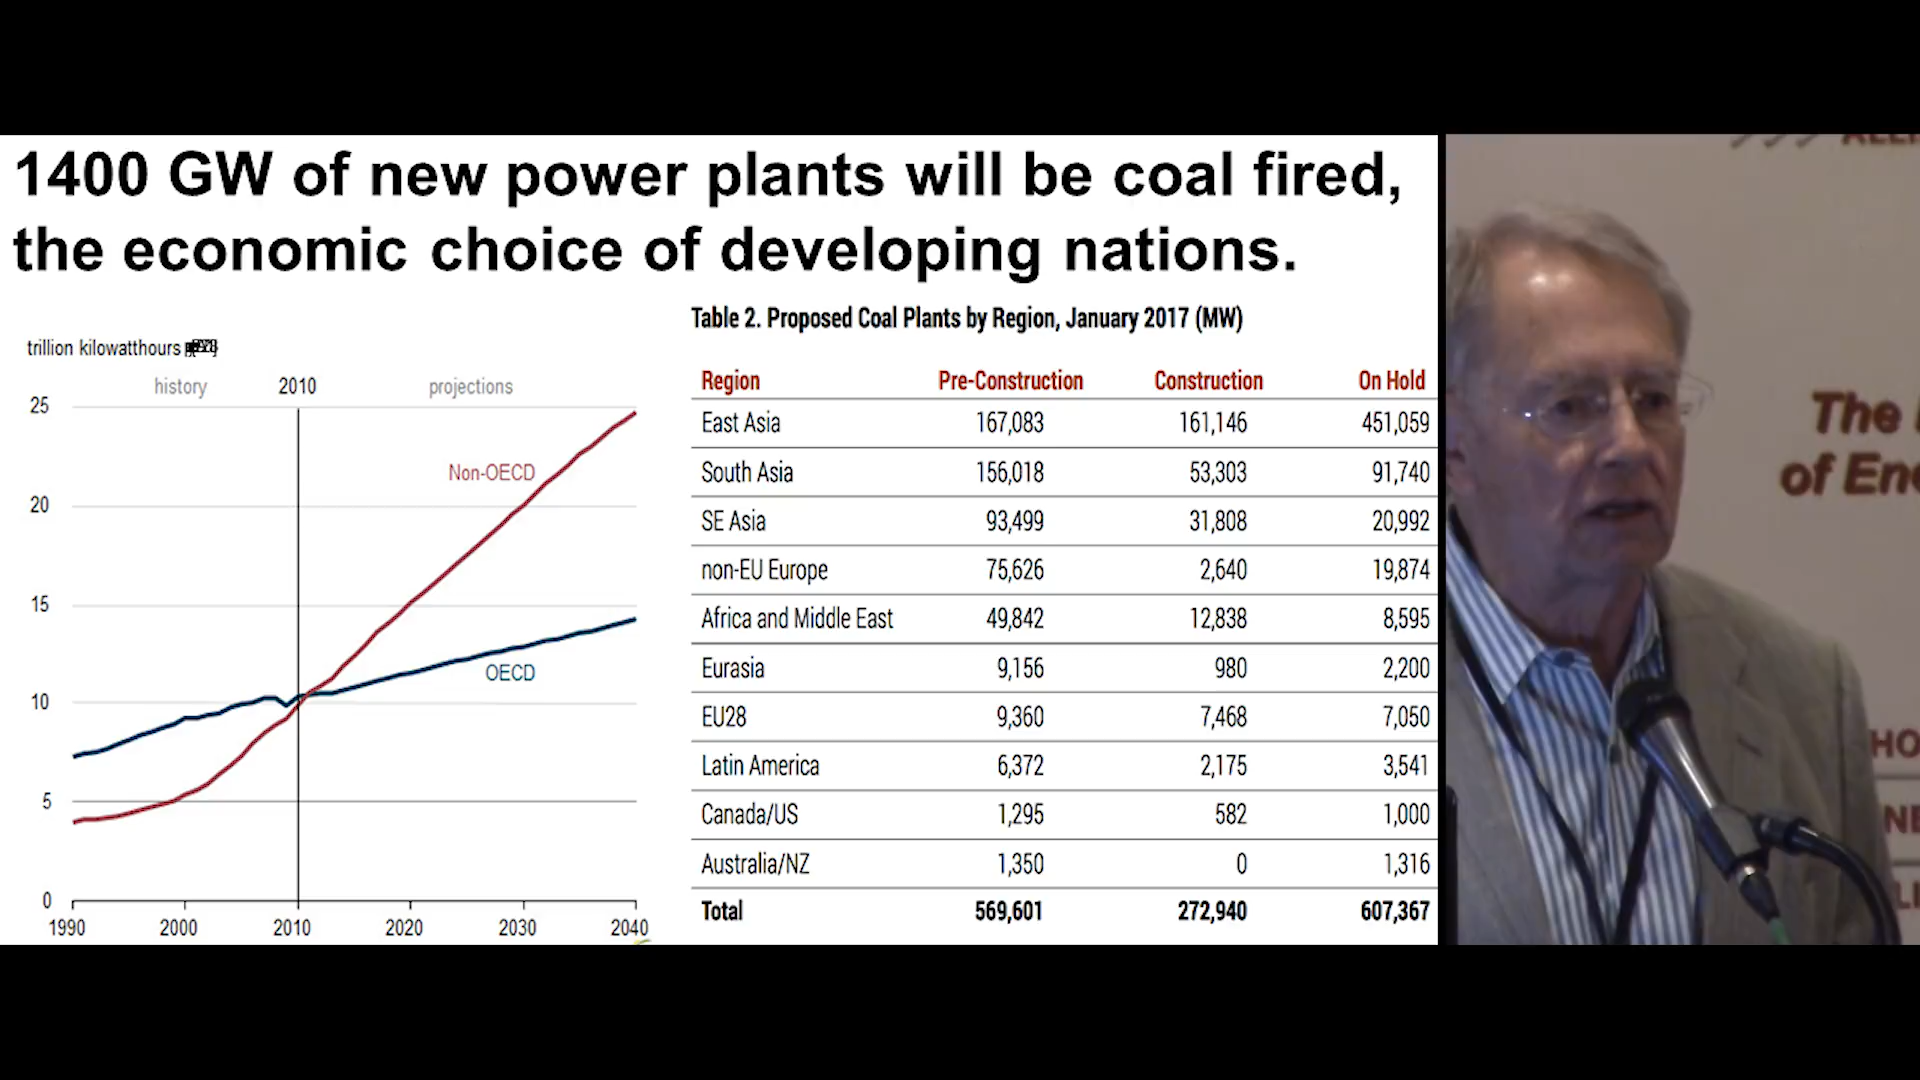 1400 GW of new power plants will be coal fired,
the economic choice of developing nations.
trillion kilowatthours
history 2010 projections
25
20
15
10
5
0
Non-OECD
OECD
1990 2000 2010 2020 2030 2040
Table 2. Proposed Coal Plants by Region, January 2017 (MW)
Region Pre-Construction Construction On Hold
East Asia 167,083 161,146 451,059
South Asia 156,018 53,303 91,740
SE Asia 93,499 31,808 20,992
non-EU Europe 75,626 2,640 19,874
Africa and Middle East 49,842 12,838 8,595
Eurasia 9,156 980 2,200
EU28 9,360 7,468 7,050
Latin America 6,372 2,175 3,541
Canada/US 1,295 582 1,000
Australia/NZ 1,350 0 1,316
Total 569,601 272,940 607,367
The
of